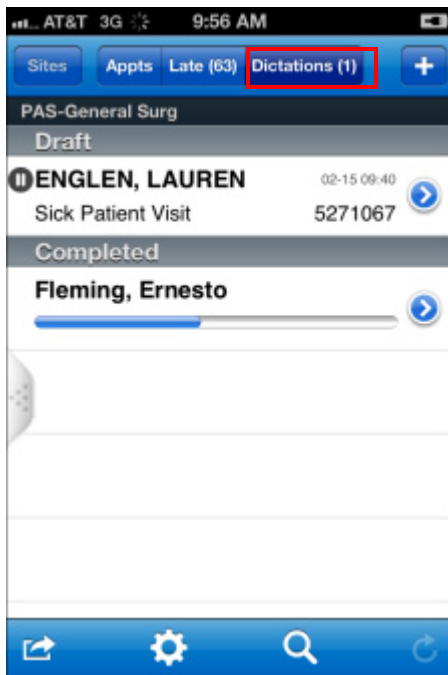 AT&T 3G 9:56 AM
Sites Appts Late (63) Dictations (1) +
PAS-General Surg
Draft
ENGLEN, LAUREN 02-15 09:40
Sick Patient Visit 5271067
Completed
Fleming, Ernesto